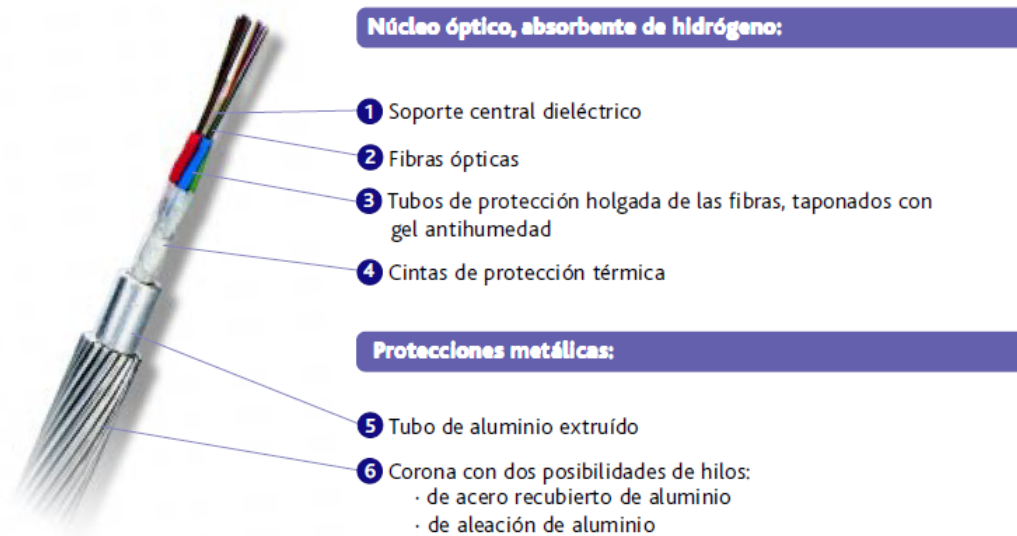 Núcleo óptico, absorbente de hidrógeno:
1 Soporte central dieléctrico
2 Fibras ópticas
3 Tubos de protección holgada de las fibras, taponados con
gel antihumedad
4 Cintas de protección térmica
Protecciones metálicas:
5 Tubo de aluminio extruído
6 Corona con dos posibilidades de hilos:
· de acero recubierto de aluminio
· de aleación de aluminio